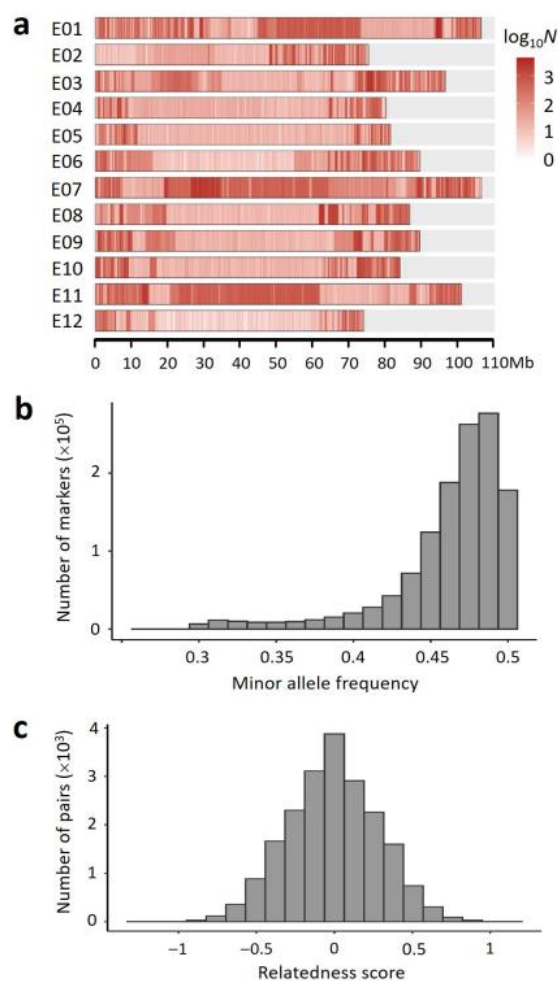 a
log₁₀N
E01
E02
E03
E04
E05
E06
E07
E08
E09
E10
E11
E12
3
2
1
0
0 10 20 30 40 50 60 70 80 90 100 110Mb
b
Number of markers (×10⁵)
2
1
0
0.3 0.35 0.4 0.45 0.5
Minor allele frequency
c
Number of pairs (×10³)
4
3
2
1
0
−1 −0.5 0 0.5 1
Relatedness score